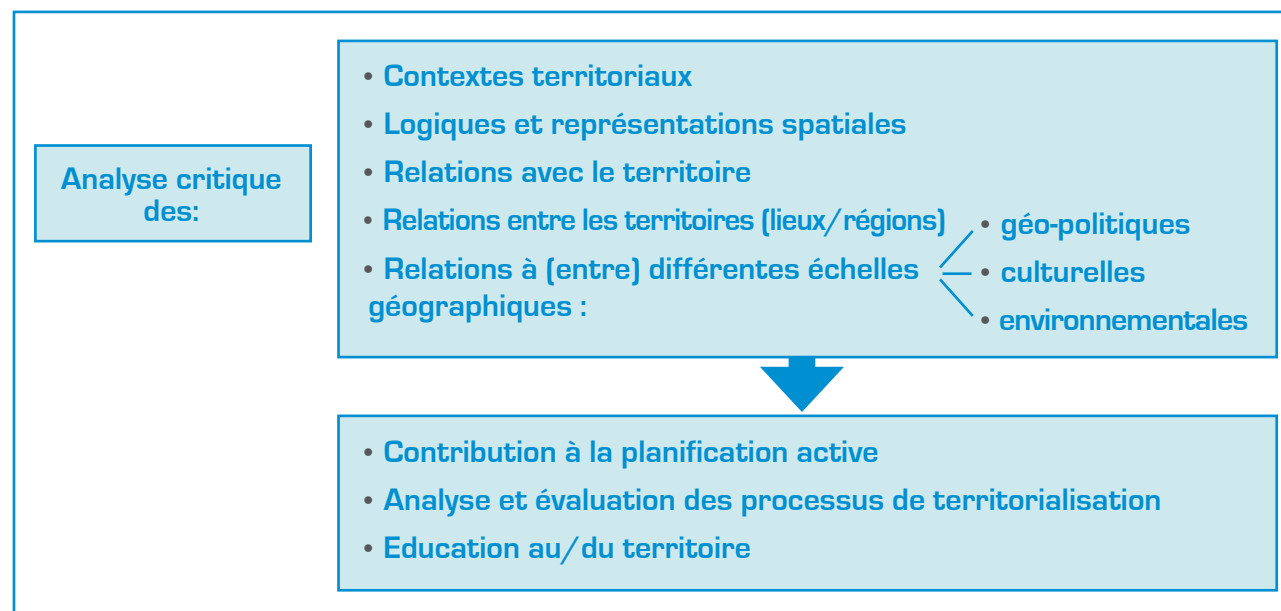 Analyse critique
des:
• Contextes territoriaux
• Logiques et représentations spatiales
• Relations avec le territoire
• Relations entre les territoires (lieux/régions)
• Relations à (entre) différentes échelles
géographiques :
• géo-politiques
• culturelles
• environnementales
• Contribution à la planification active
• Analyse et évaluation des processus de territorialisation
• Education au/du territoire